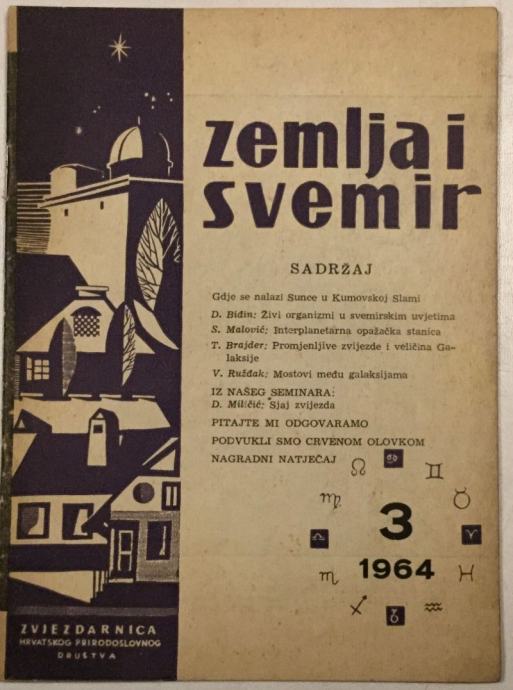 zemlja i
svemir
SADRŽAJ
Gdje se nalazi Sunce u Kumovskoj Slami
D. Bidin: Živi organizmi u svemirskim uvjetima
S. Malović: Interplanetarna opažačka stanica
T. Brajder: Promjenljive zvijezde i veličina Ga-
laksije
V. Ruždak: Mostovi među galaksijama
IZ NAŠEG SEMINARA:
D. Miličić: Sjaj zvijezda
PITAJTE MI ODGOVARAMO
PODVUKLI SMO CRVENOM OLOVKOM
NAGRADNI NATJEČAJ
♌ ♋ ♊
♍ ♉
3
♎ ♈
1964
♏ ♓
♐ ♑ ♒
ZVJEZDARNICA
HRVATSKOG PRIRODOSLOVNOG
DRUŠTVA